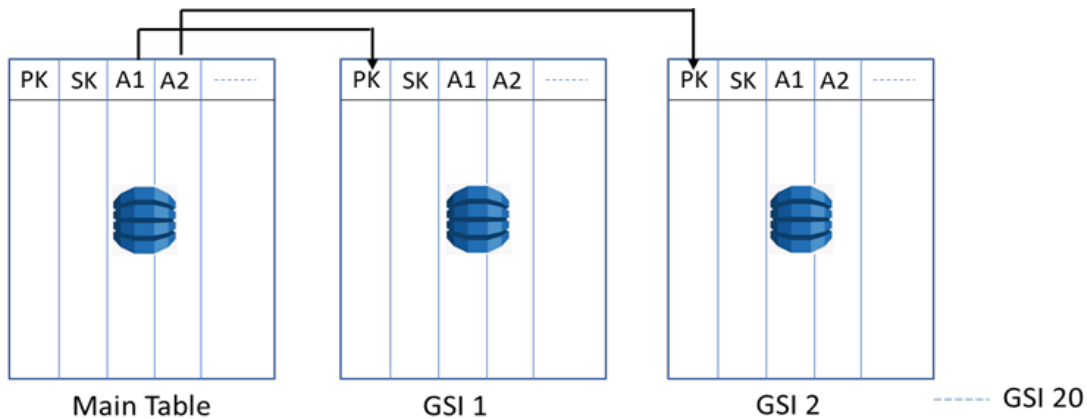 PK SK A1 A2
PK SK A1 A2
PK SK A1 A2
Main Table
GSI 1
GSI 2
GSI 20